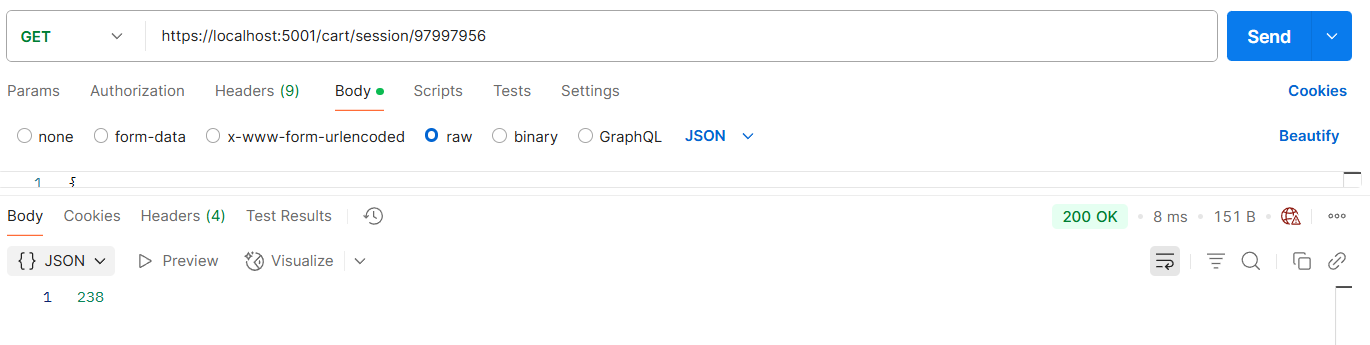 GET https://localhost:5001/cart/session/97997956 Send
Params Authorization Headers (9) Body Scripts Tests Settings Cookies
none form-data x-www-form-urlencoded raw binary GraphQL JSON Beautify
1 {
Body Cookies Headers (4) Test Results 200 OK 8 ms 151 B
{} JSON Preview Visualize
1 238